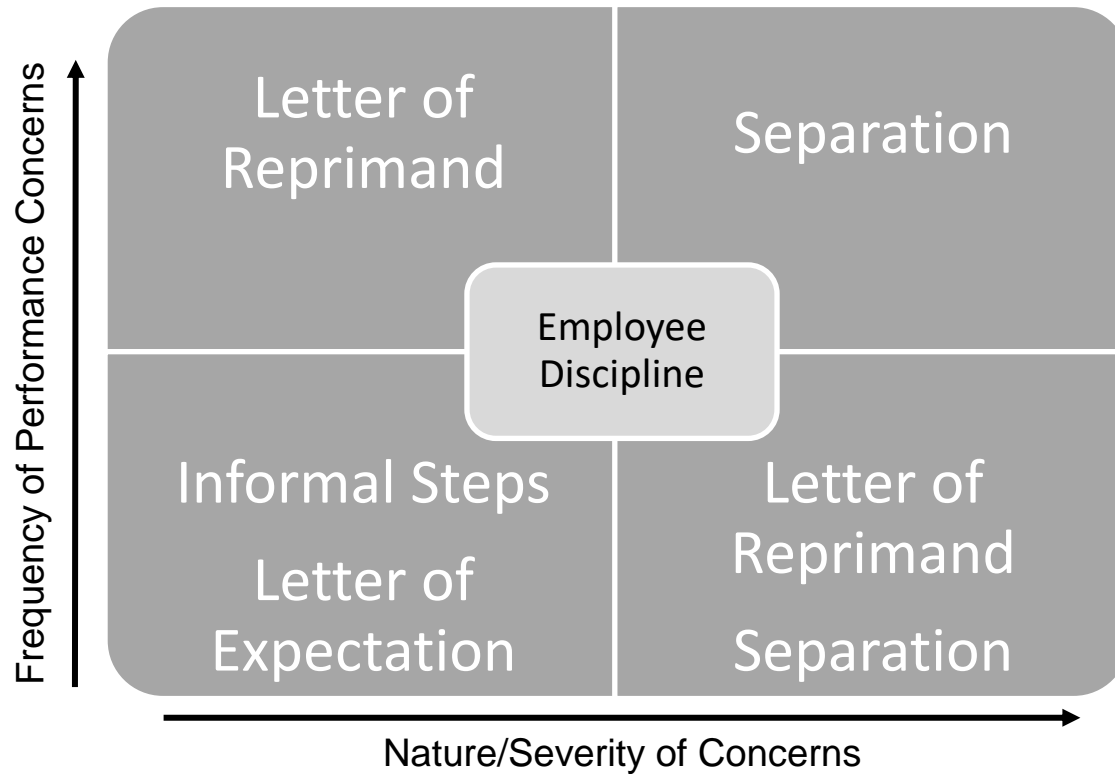 Frequency of Performance Concerns
Letter of
Reprimand
Separation
Employee
Discipline
Informal Steps
Letter of
Expectation
Letter of
Reprimand
Separation
Nature/Severity of Concerns